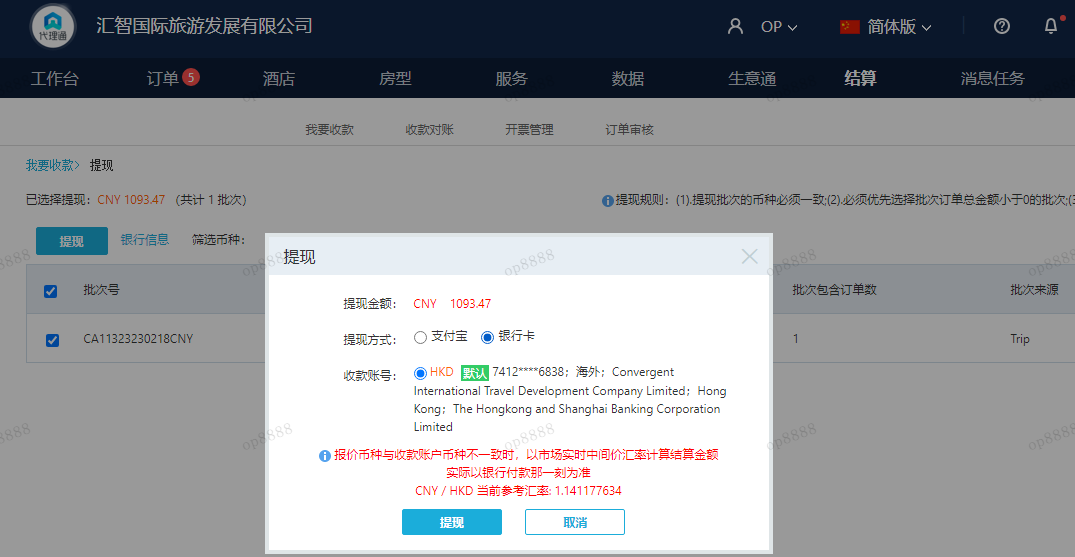 代理通
汇智国际旅游发展有限公司
OP
简体版
工作台
订单 5
酒店
房型
服务
数据
生意通
结算
消息任务
我要收款
收款对账
开票管理
订单审核
我要收款> 提现
已选择提现： CNY 1093.47 （共计 1 批次）
提现规则：(1).提现批次的币种必须一致;(2).必须优先选择批次订单总金额小于0的批次;(3
提现 银行信息 筛选币种：
批次号
批次包含订单数
批次来源
CA11323230218CNY
1
Trip
提现
提现金额： CNY 1093.47
提现方式： 支付宝 银行卡
收款账号： HKD 默认 7412****6838；海外；Convergent
International Travel Development Company Limited；Hong
Kong；The Hongkong and Shanghai Banking Corporation
Limited
报价币种与收款账户币种不一致时，以市场实时中间价汇率计算结算金额
实际以银行付款那一刻为准
CNY / HKD 当前参考汇率: 1.141177634
提现
取消
op8888
op8888
op8888
op8888
op8888
op8888
op8888
op8888